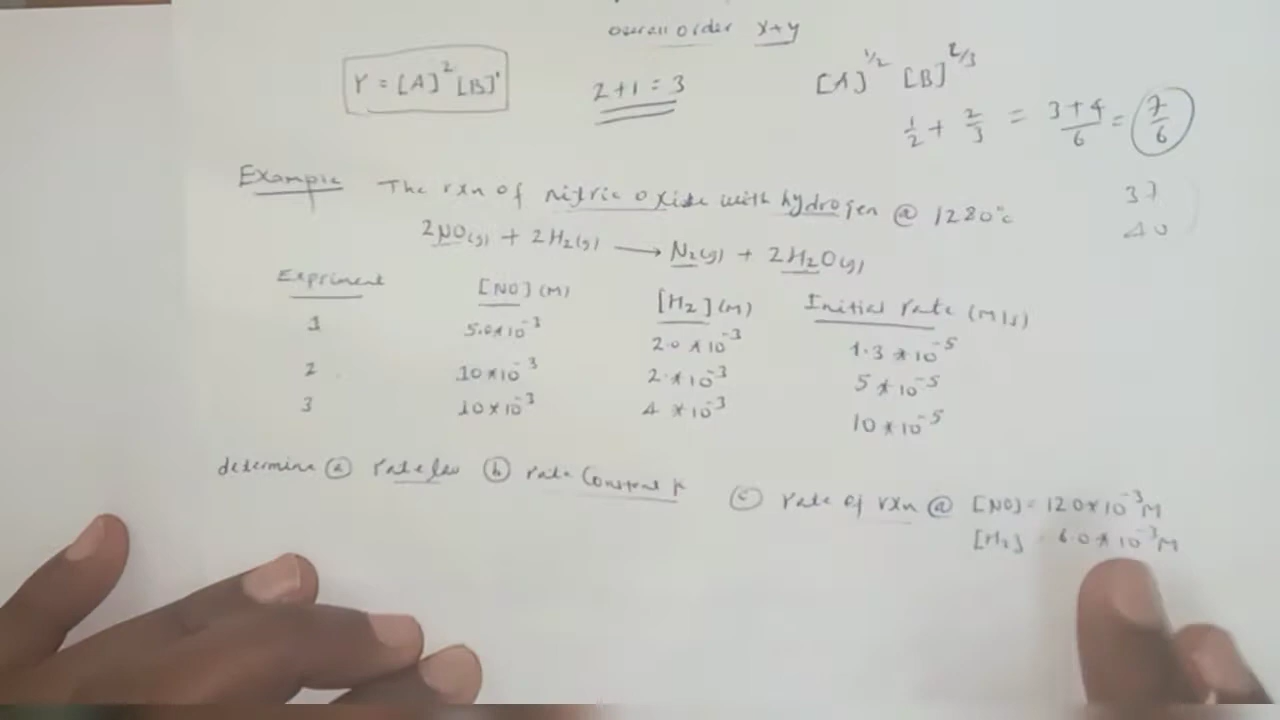 overall order x+y
r = [A]² [B]¹
2+1 = 3
[A]^1/2 [B]^2/3
1/2 + 2/3 = 3+4/6 = 7/6
Example The rxn of nitric oxide with hydrogen @ 1280°c
37
40
2NO(g) + 2H₂(g) → N₂(g) + 2H₂O(g)
Expriment [NO](M) [H₂](M) Initial rate (M/s)
1 5.0*10⁻³ 2.0*10⁻³ 1.3*10⁻⁵
2 10*10⁻³ 2*10⁻³ 5*10⁻⁵
3 10×10⁻³ 4*10⁻³ 10*10⁻⁵
determine ⓐ rate law ⓑ rate Constant k
ⓒ rate of rxn @ [NO] = 12.0*10⁻³M
[H₂] = 6.0*10⁻³M